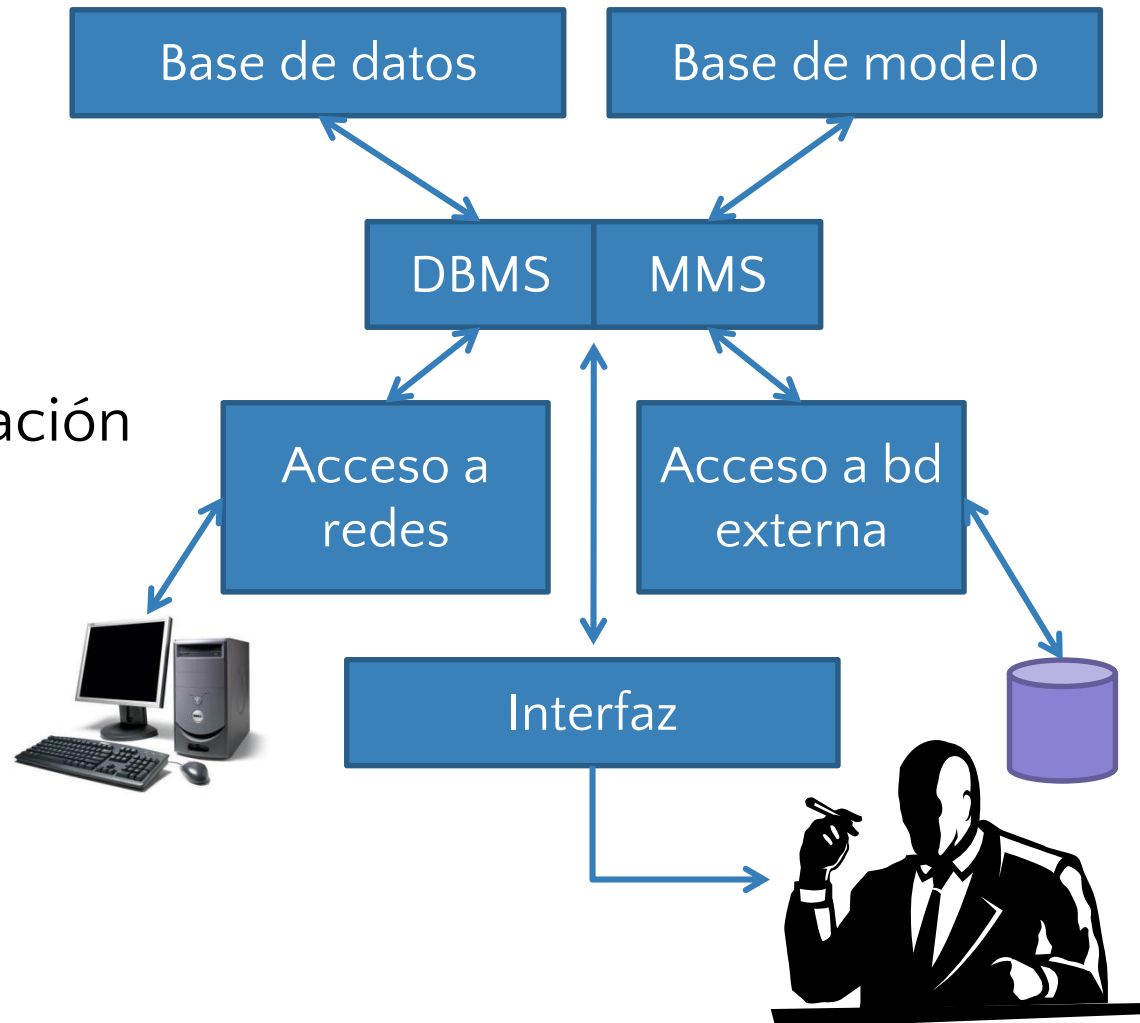 Base de datos
Base de modelo
DBMS
MMS
ación
Acceso a
redes
Acceso a bd
externa
Interfaz